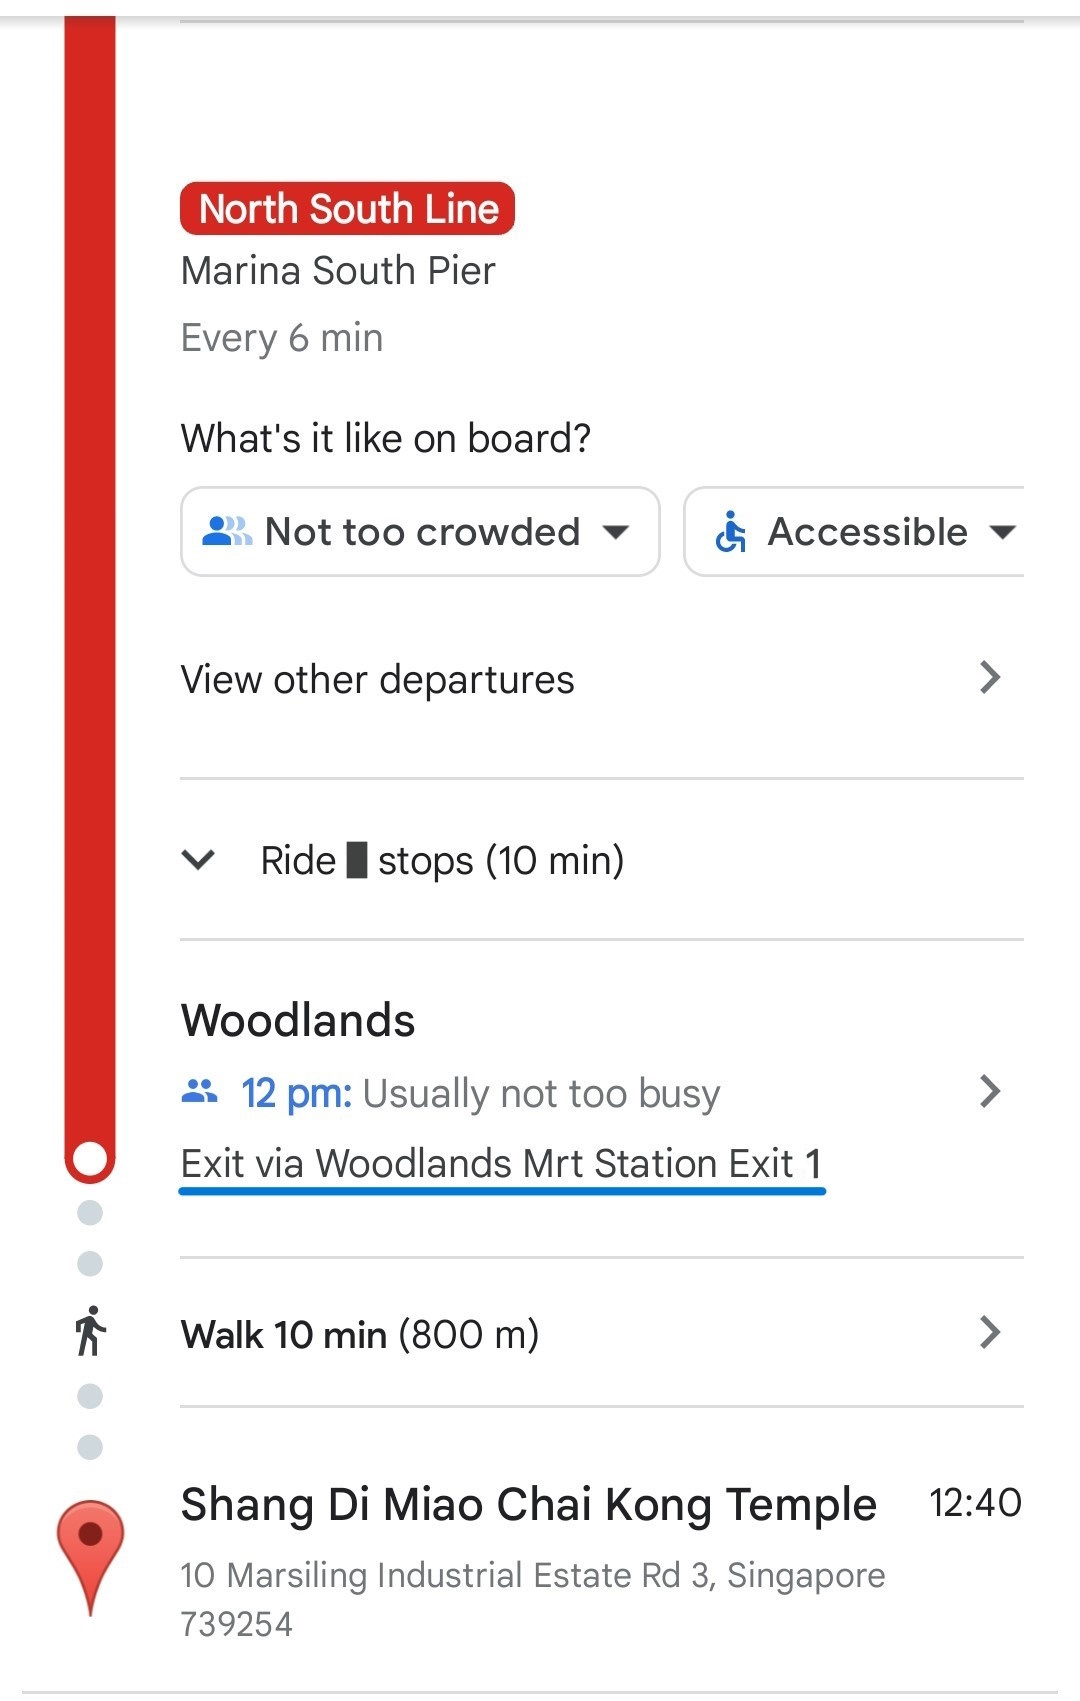 North South Line
Marina South Pier
Every 6 min
What's it like on board?
Not too crowded
Accessible
View other departures
Ride stops (10 min)
Woodlands
12 pm: Usually not too busy
Exit via Woodlands Mrt Station Exit 1
Walk 10 min (800 m)
Shang Di Miao Chai Kong Temple 12:40
10 Marsiling Industrial Estate Rd 3, Singapore
739254